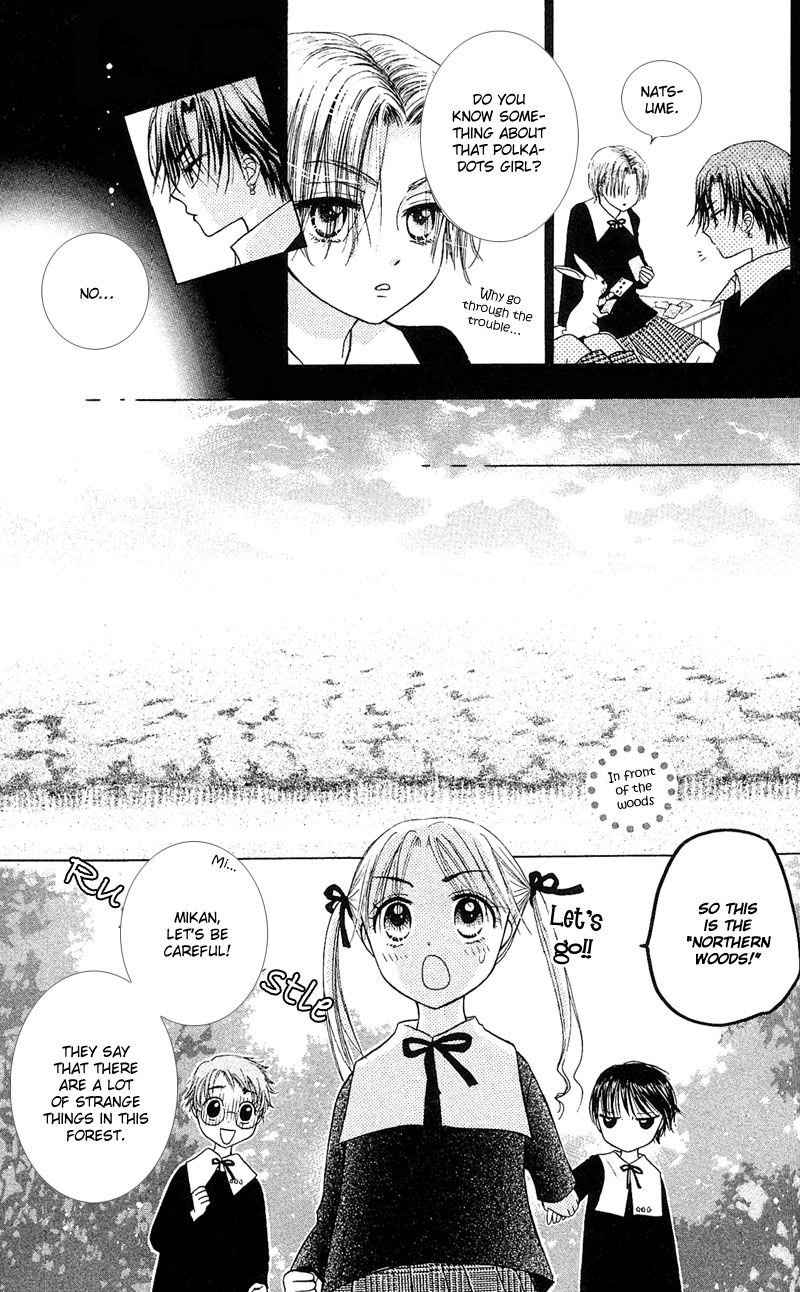 NATS-
UME.
DO YOU
KNOW SOME-
THING ABOUT
THAT POLKA-
DOTS GIRL?
Why go
through the
trouble...
NO...
In front
of the
woods
SO THIS
IS THE
"NORTHERN
WOODS!"
Let's
go!!
Mi...
MIKAN,
LET'S BE
CAREFUL!
Ru
stle
THEY SAY
THAT THERE
ARE A LOT
OF STRANGE
THINGS IN THIS
FOREST.